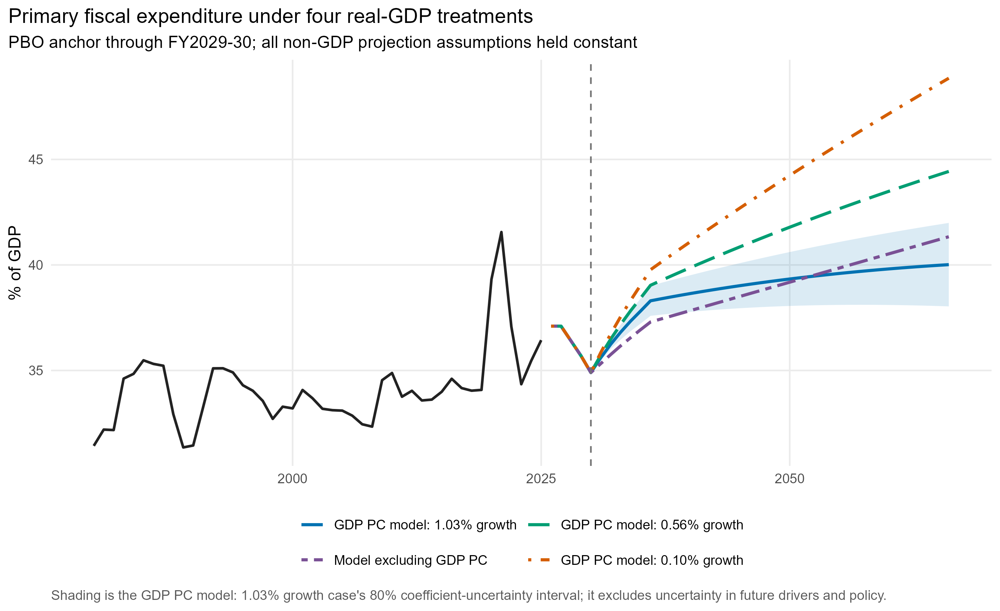 Primary fiscal expenditure under four real-GDP treatments
PBO anchor through FY2029-30; all non-GDP projection assumptions held constant
% of GDP
45
40
35
2000
2025
2050
GDP PC model: 1.03% growth
GDP PC model: 0.56% growth
Model excluding GDP PC
GDP PC model: 0.10% growth
Shading is the GDP PC model: 1.03% growth case's 80% coefficient-uncertainty interval; it excludes uncertainty in future drivers and policy.